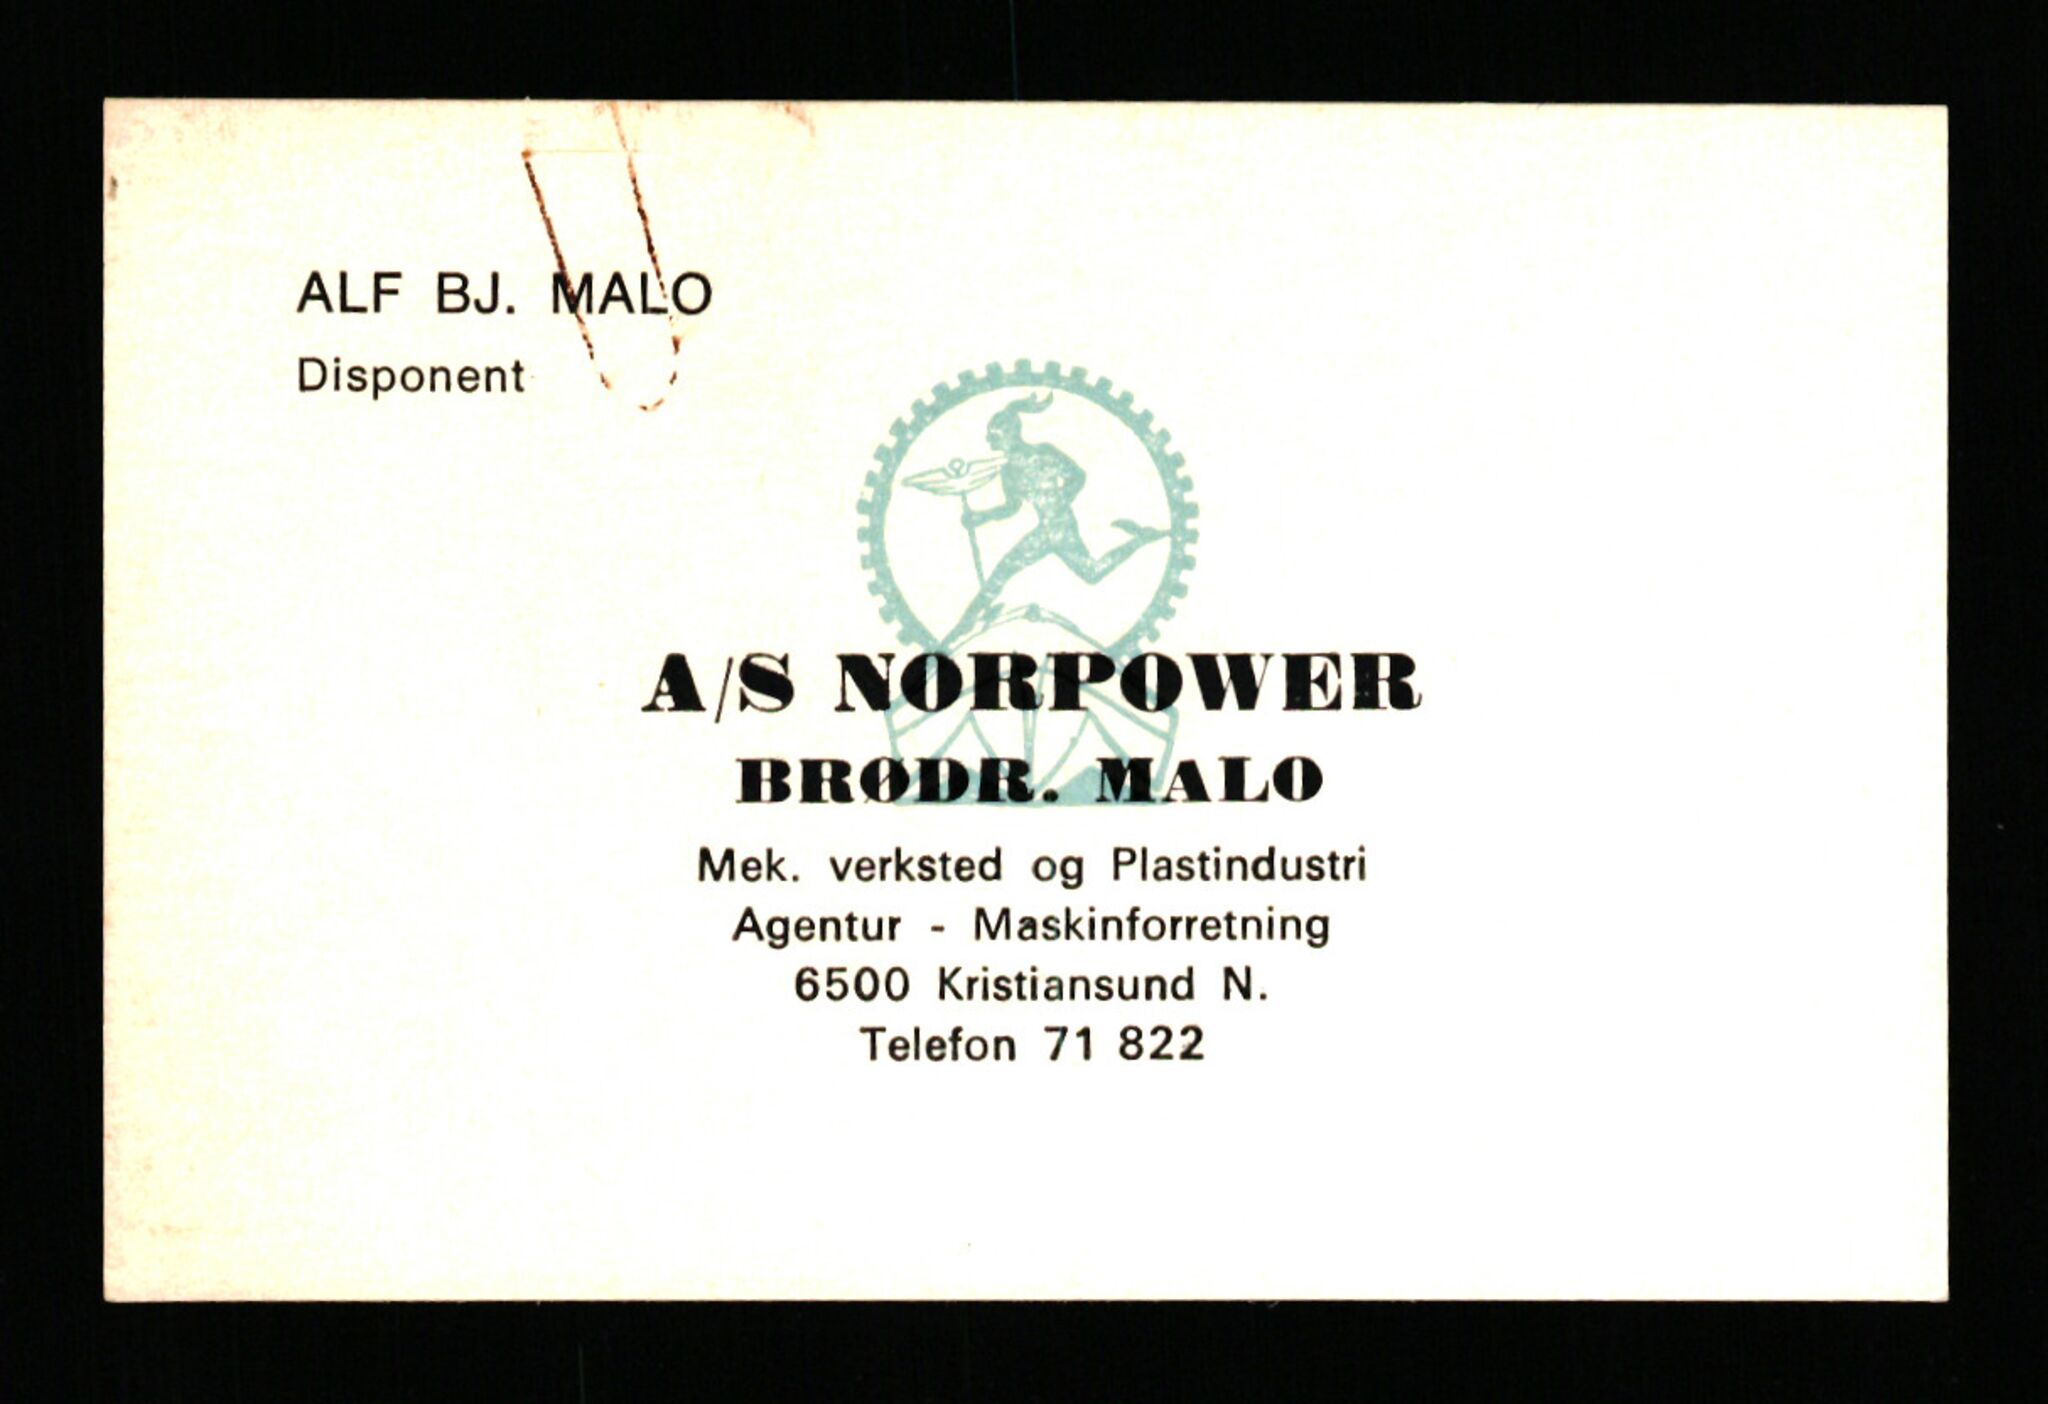 ALF BJ. MALO
Disponent
A/S NORPOWER
BRØDR. MALO
Mek. verksted og Plastindustri
Agentur - Maskinforretning
6500 Kristiansund N.
Telefon 71 822